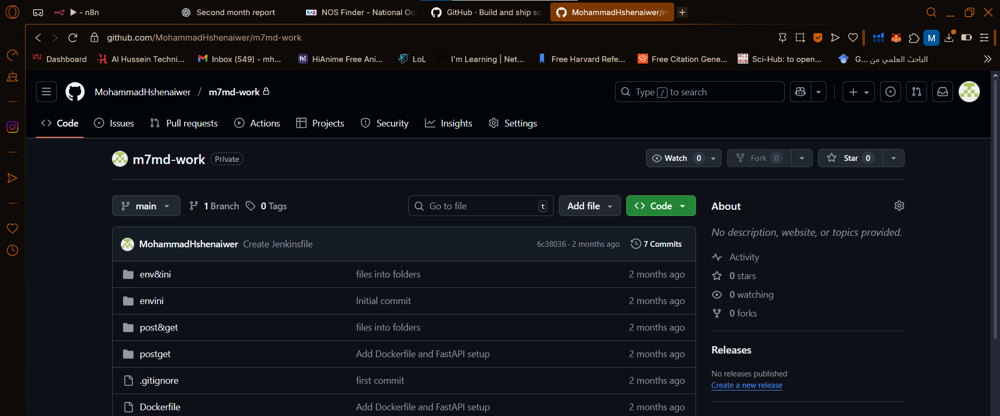 ▶ - n8n
Second month report
NOS Finder - National Occ
GitHub · Build and ship so
MohammadHshenaiwer/m
github.com/MohammadHshenaiwer/m7md-work
M
Dashboard
Al Hussein Techni...
Inbox (549) - mh...
HiAnime Free Ani...
LoL
I'm Learning | Net...
Free Harvard Refe...
Free Citation Gene...
Sci-Hub: to open...
الباحث العلمي من ...G
MohammadHshenaiwer / m7md-work
Type / to search
Code
Issues
Pull requests
Actions
Projects
Security
Insights
Settings
m7md-work Private
Watch 0
Fork 0
Star 0
main
1 Branch
0 Tags
Go to file t
Add file
Code
MohammadHshenaiwer Create Jenkinsfile 6c38036 · 2 months ago 7 Commits
env&ini files into folders 2 months ago
envini Initial commit 2 months ago
post&get files into folders 2 months ago
postget Add Dockerfile and FastAPI setup 2 months ago
.gitignore first commit 2 months ago
Dockerfile Add Dockerfile and FastAPI setup 2 months ago
About
No description, website, or topics provided.
Activity
0 stars
0 watching
0 forks
Releases
No releases published
Create a new release